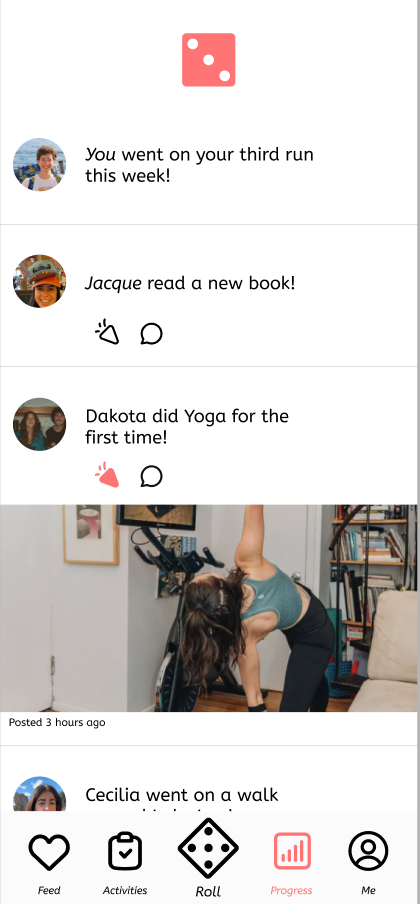 You went on your third run
this week!
Jacque read a new book!
Dakota did Yoga for the
first time!
Posted 3 hours ago
Cecilia went on a walk
Feed
Activities
Roll
Progress
Me